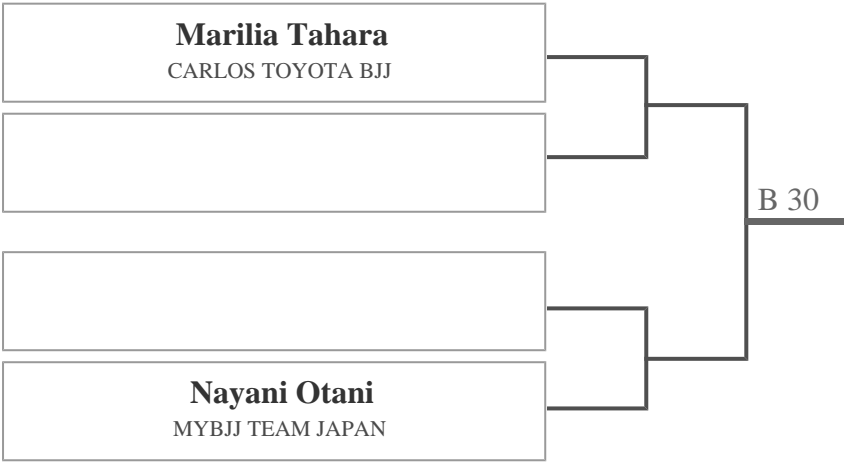 Marilia Tahara
CARLOS TOYOTA BJJ
B 30
Nayani Otani
MYBJJ TEAM JAPAN